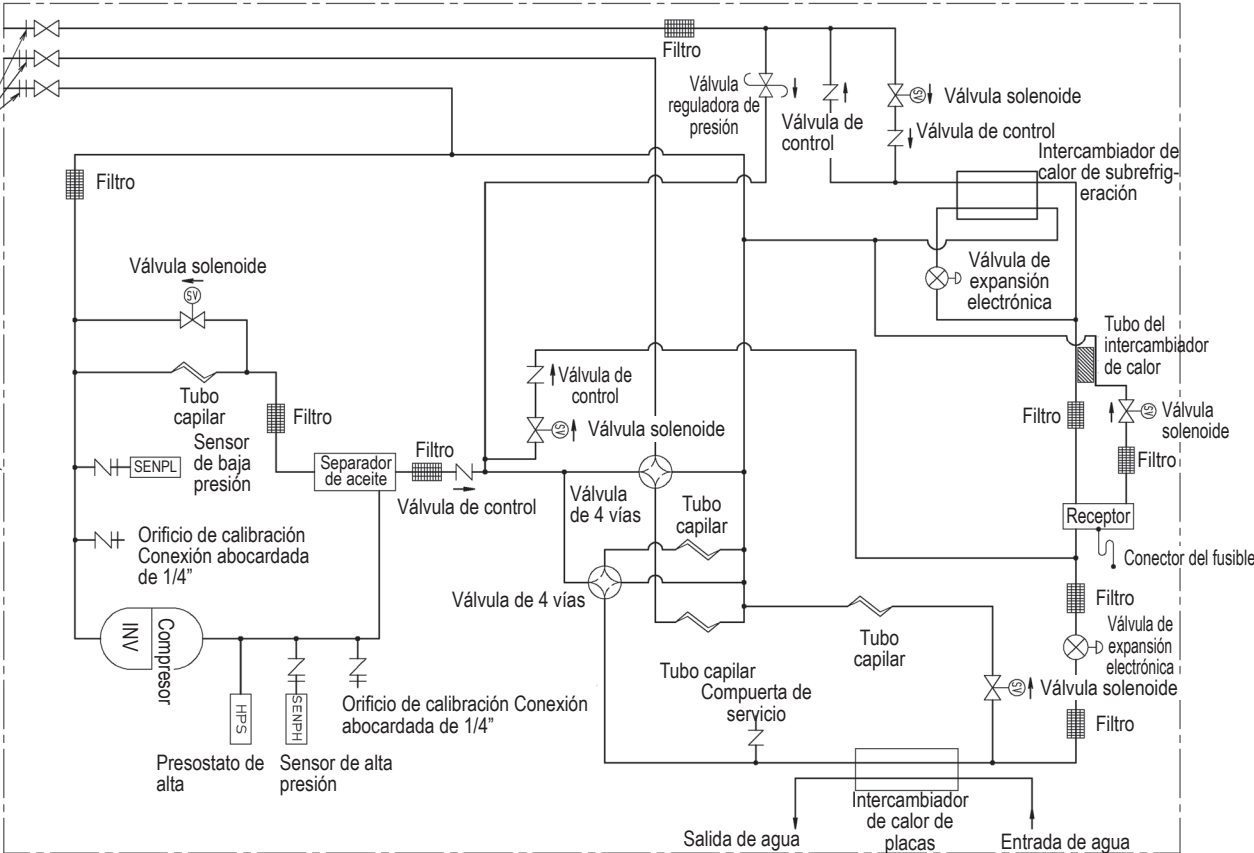 Filtro
Válvula
reguladora de
presión
Válvula de
control
SV
Válvula solenoide
Válvula de control
Intercambiador de
calor de subrefrig-
eración
Filtro
Válvula solenoide
SV
Válvula de
expansión
electrónica
Tubo del
intercambiador
de calor
Tubo
capilar
Filtro
Válvula de
control
SV
Válvula solenoide
Filtro
SV
Válvula
solenoide
Filtro
SENPL
Sensor
de baja
presión
Separador
de aceite
Filtro
Válvula de control
Válvula
de 4 vías
Tubo
capilar
Receptor
Conector del fusible
Orificio de calibración
Conexión abocardada
de 1/4”
Válvula de 4 vías
Filtro
Compresor
INV
Tubo
capilar
Válvula de
expansión
electrónica
Tubo capilar
Compuerta de
servicio
SV
Válvula solenoide
HPS
SENPH
Orificio de calibración Conexión
abocardada de 1/4”
Filtro
Presostato de
alta
Sensor de alta
presión
Intercambiador
de calor de
placas
Salida de agua
Entrada de agua